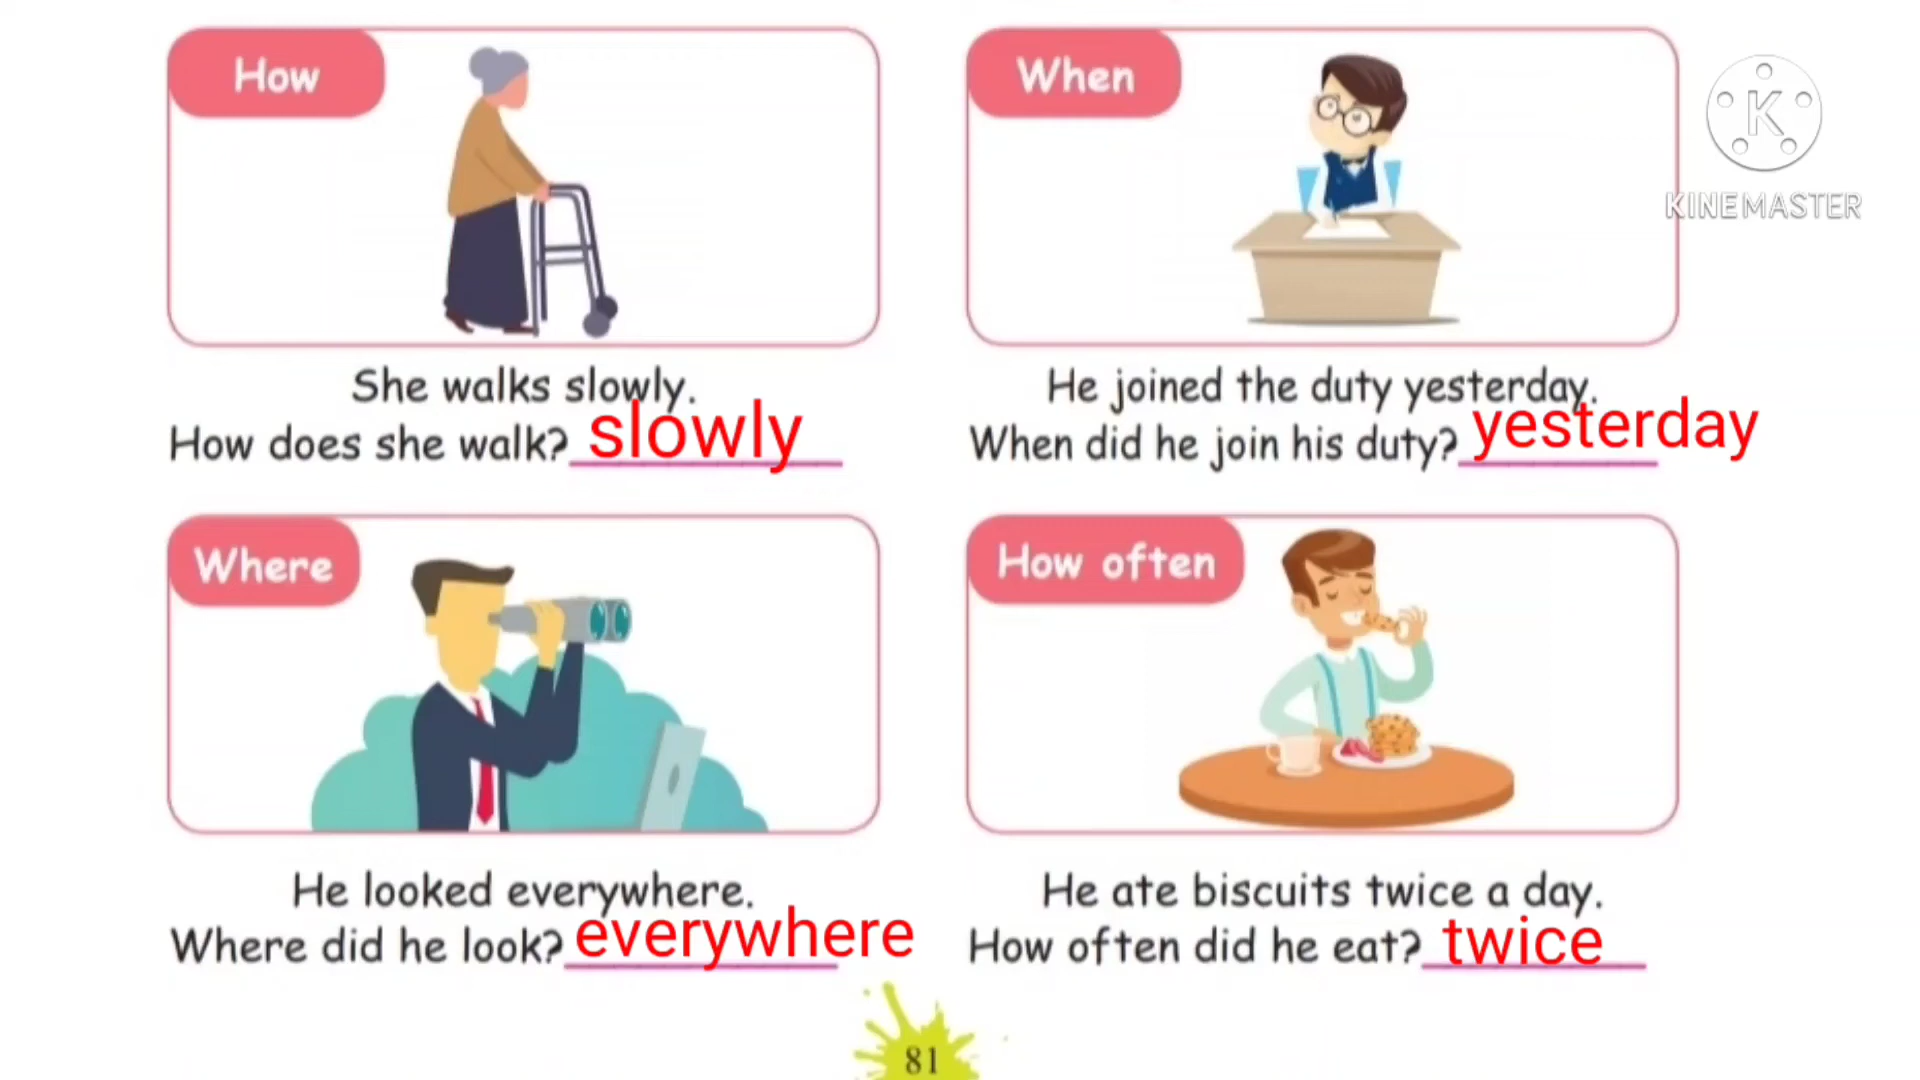 How
When
K
KINEMASTER
She walks slowly.
How does she walk? slowly
He joined the duty yesterday.
When did he join his duty? yesterday
Where
How often
He looked everywhere.
Where did he look? everywhere
He ate biscuits twice a day.
How often did he eat? twice
81